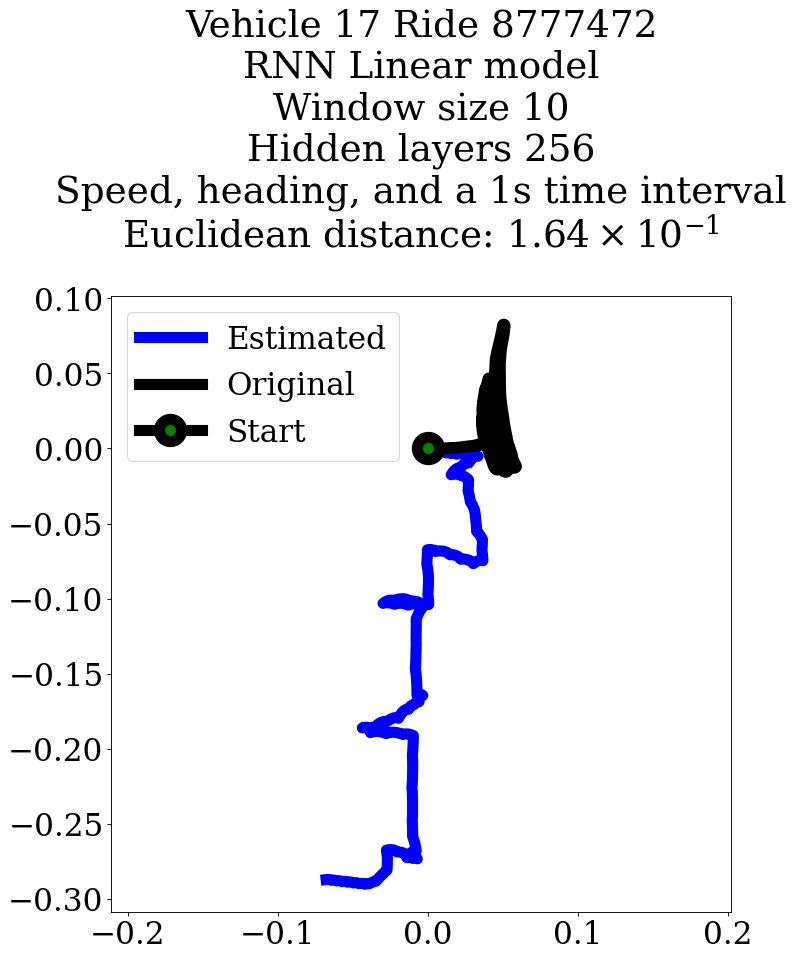 Vehicle 17 Ride 8777472
RNN Linear model
Window size 10
Hidden layers 256
Speed, heading, and a 1s time interval
Euclidean distance: 1.64 × 10⁻¹
0.10
0.05
0.00
−0.05
−0.10
−0.15
−0.20
−0.25
−0.30
Estimated
Original
Start
−0.2
−0.1
0.0
0.1
0.2